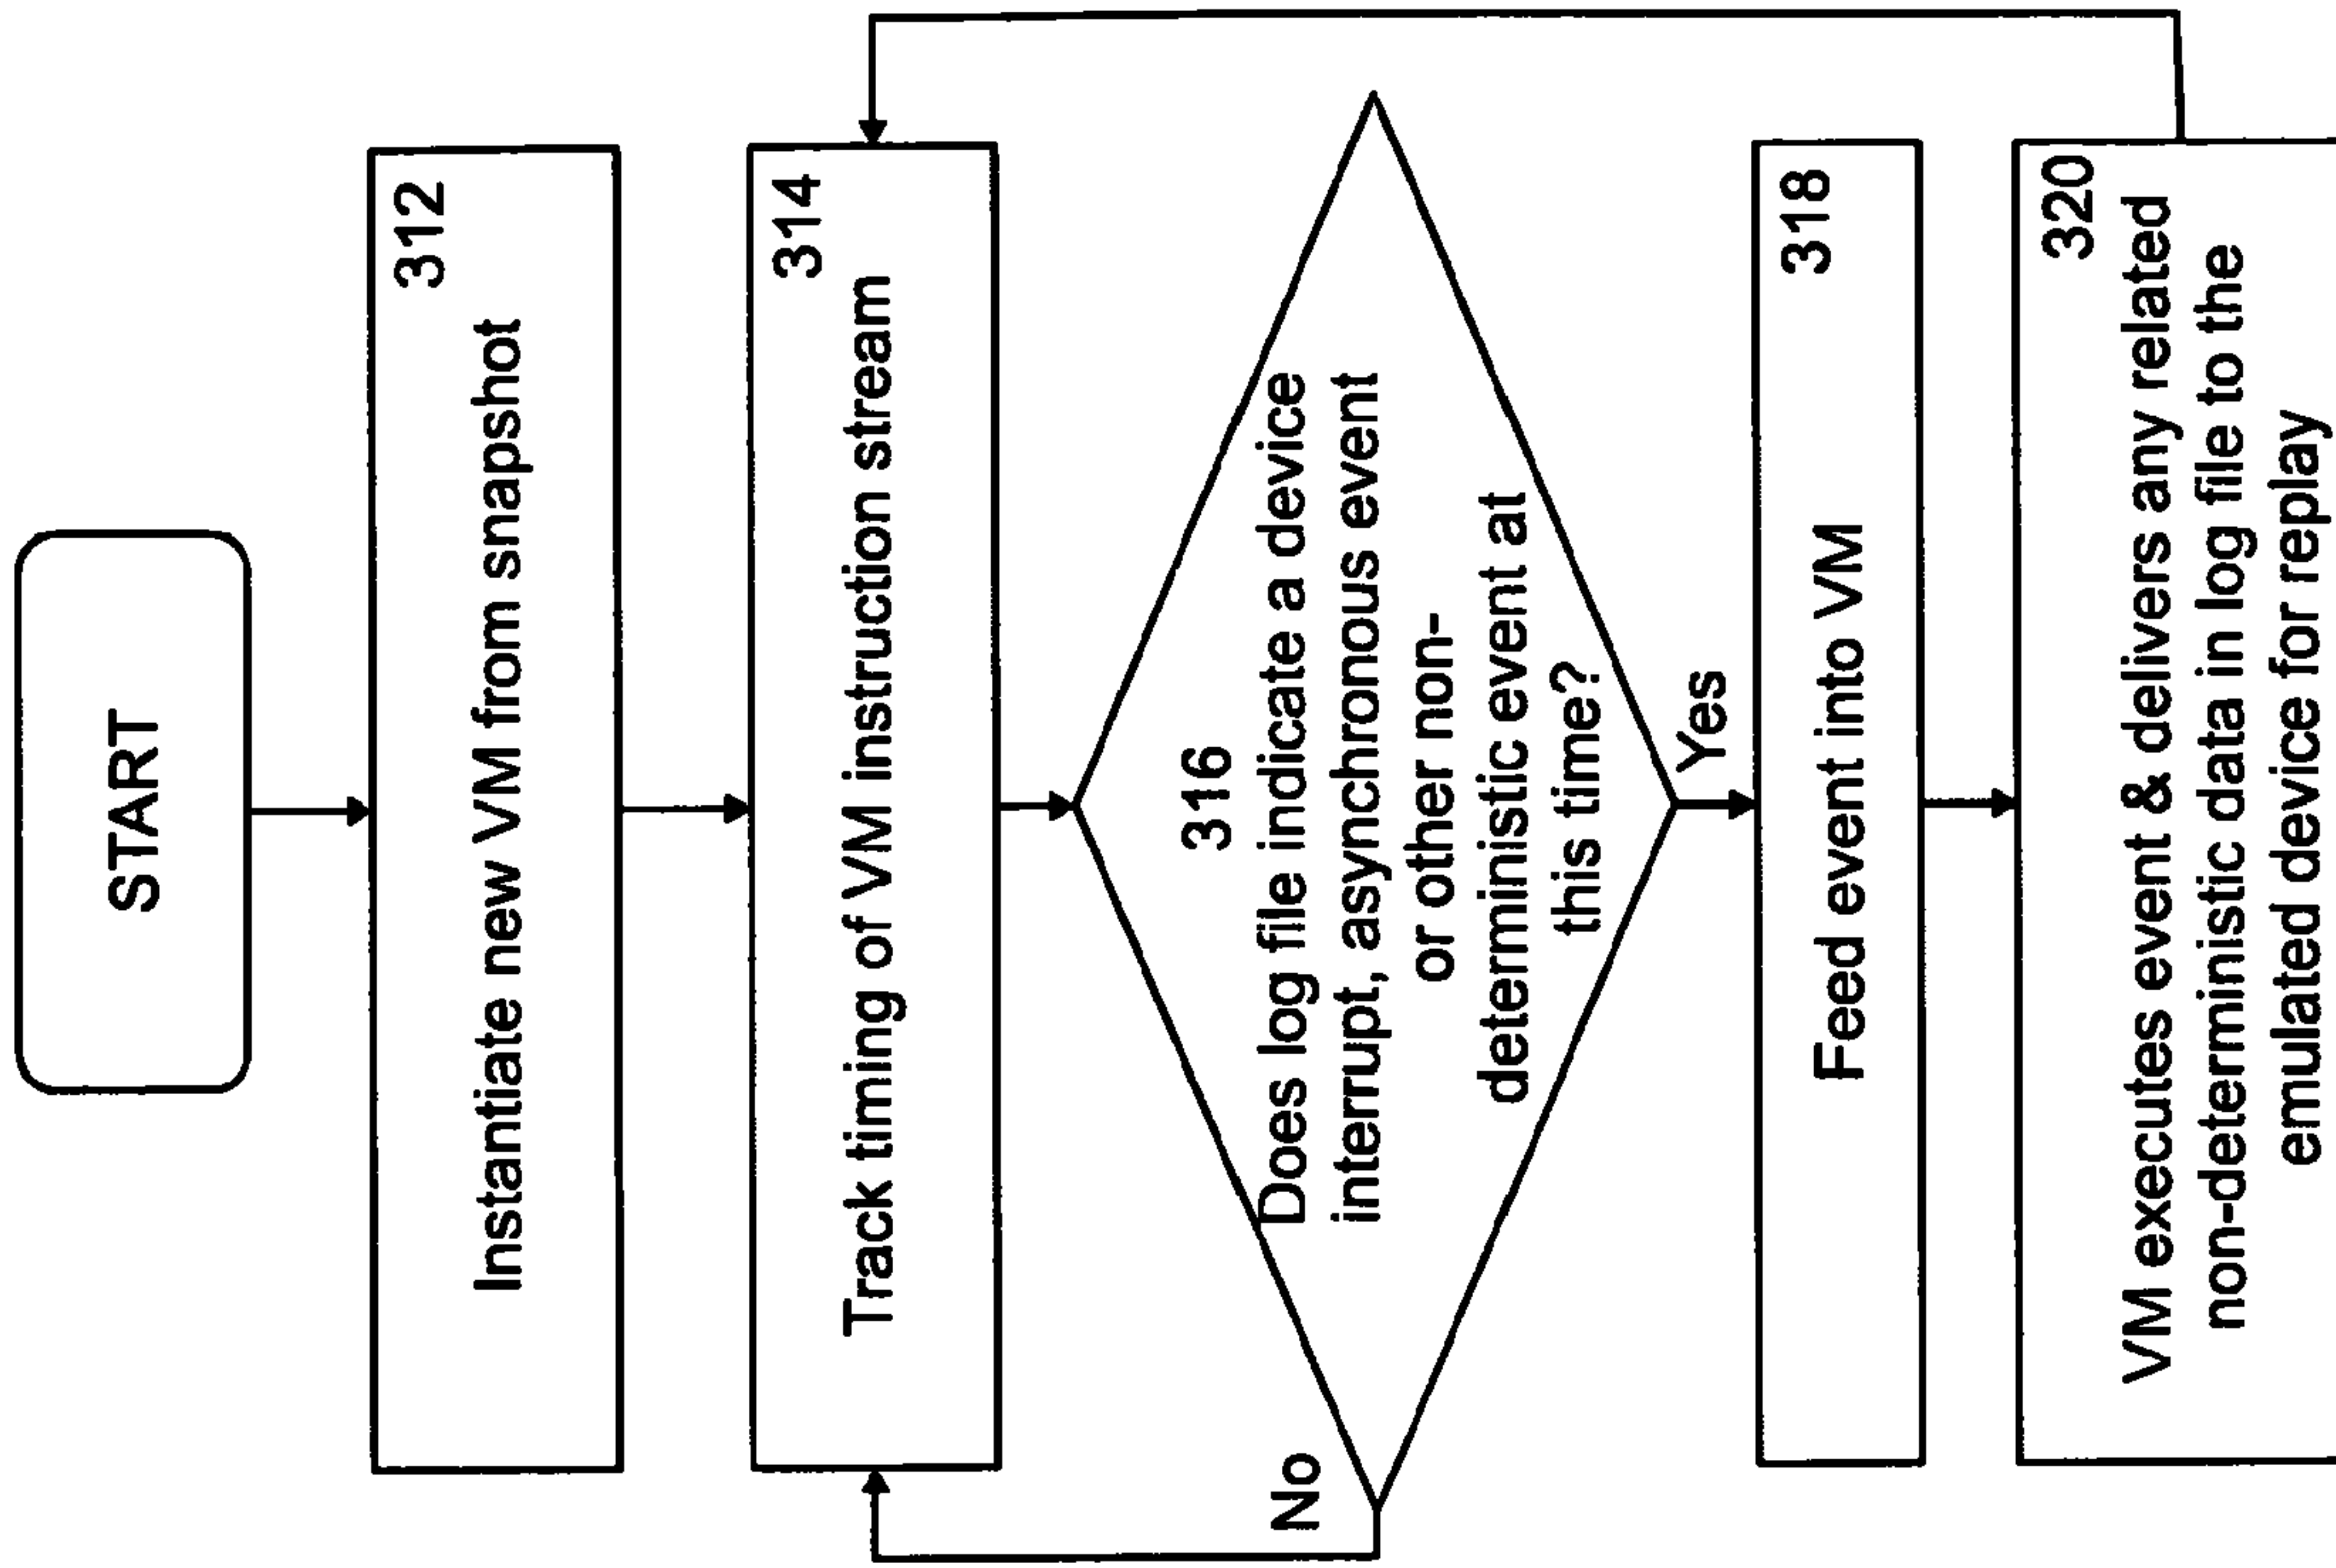 START
312
Instantiate new VM from snapshot
314
Track timing of VM instruction stream
316
Does log file indicate a device
interrupt, asynchronous event
or other non-
deterministic event at
this time?
No
Yes
318
Feed event into VM
320
VM executes event & delivers any related
non-deterministic data in log file to the
emulated device for replay